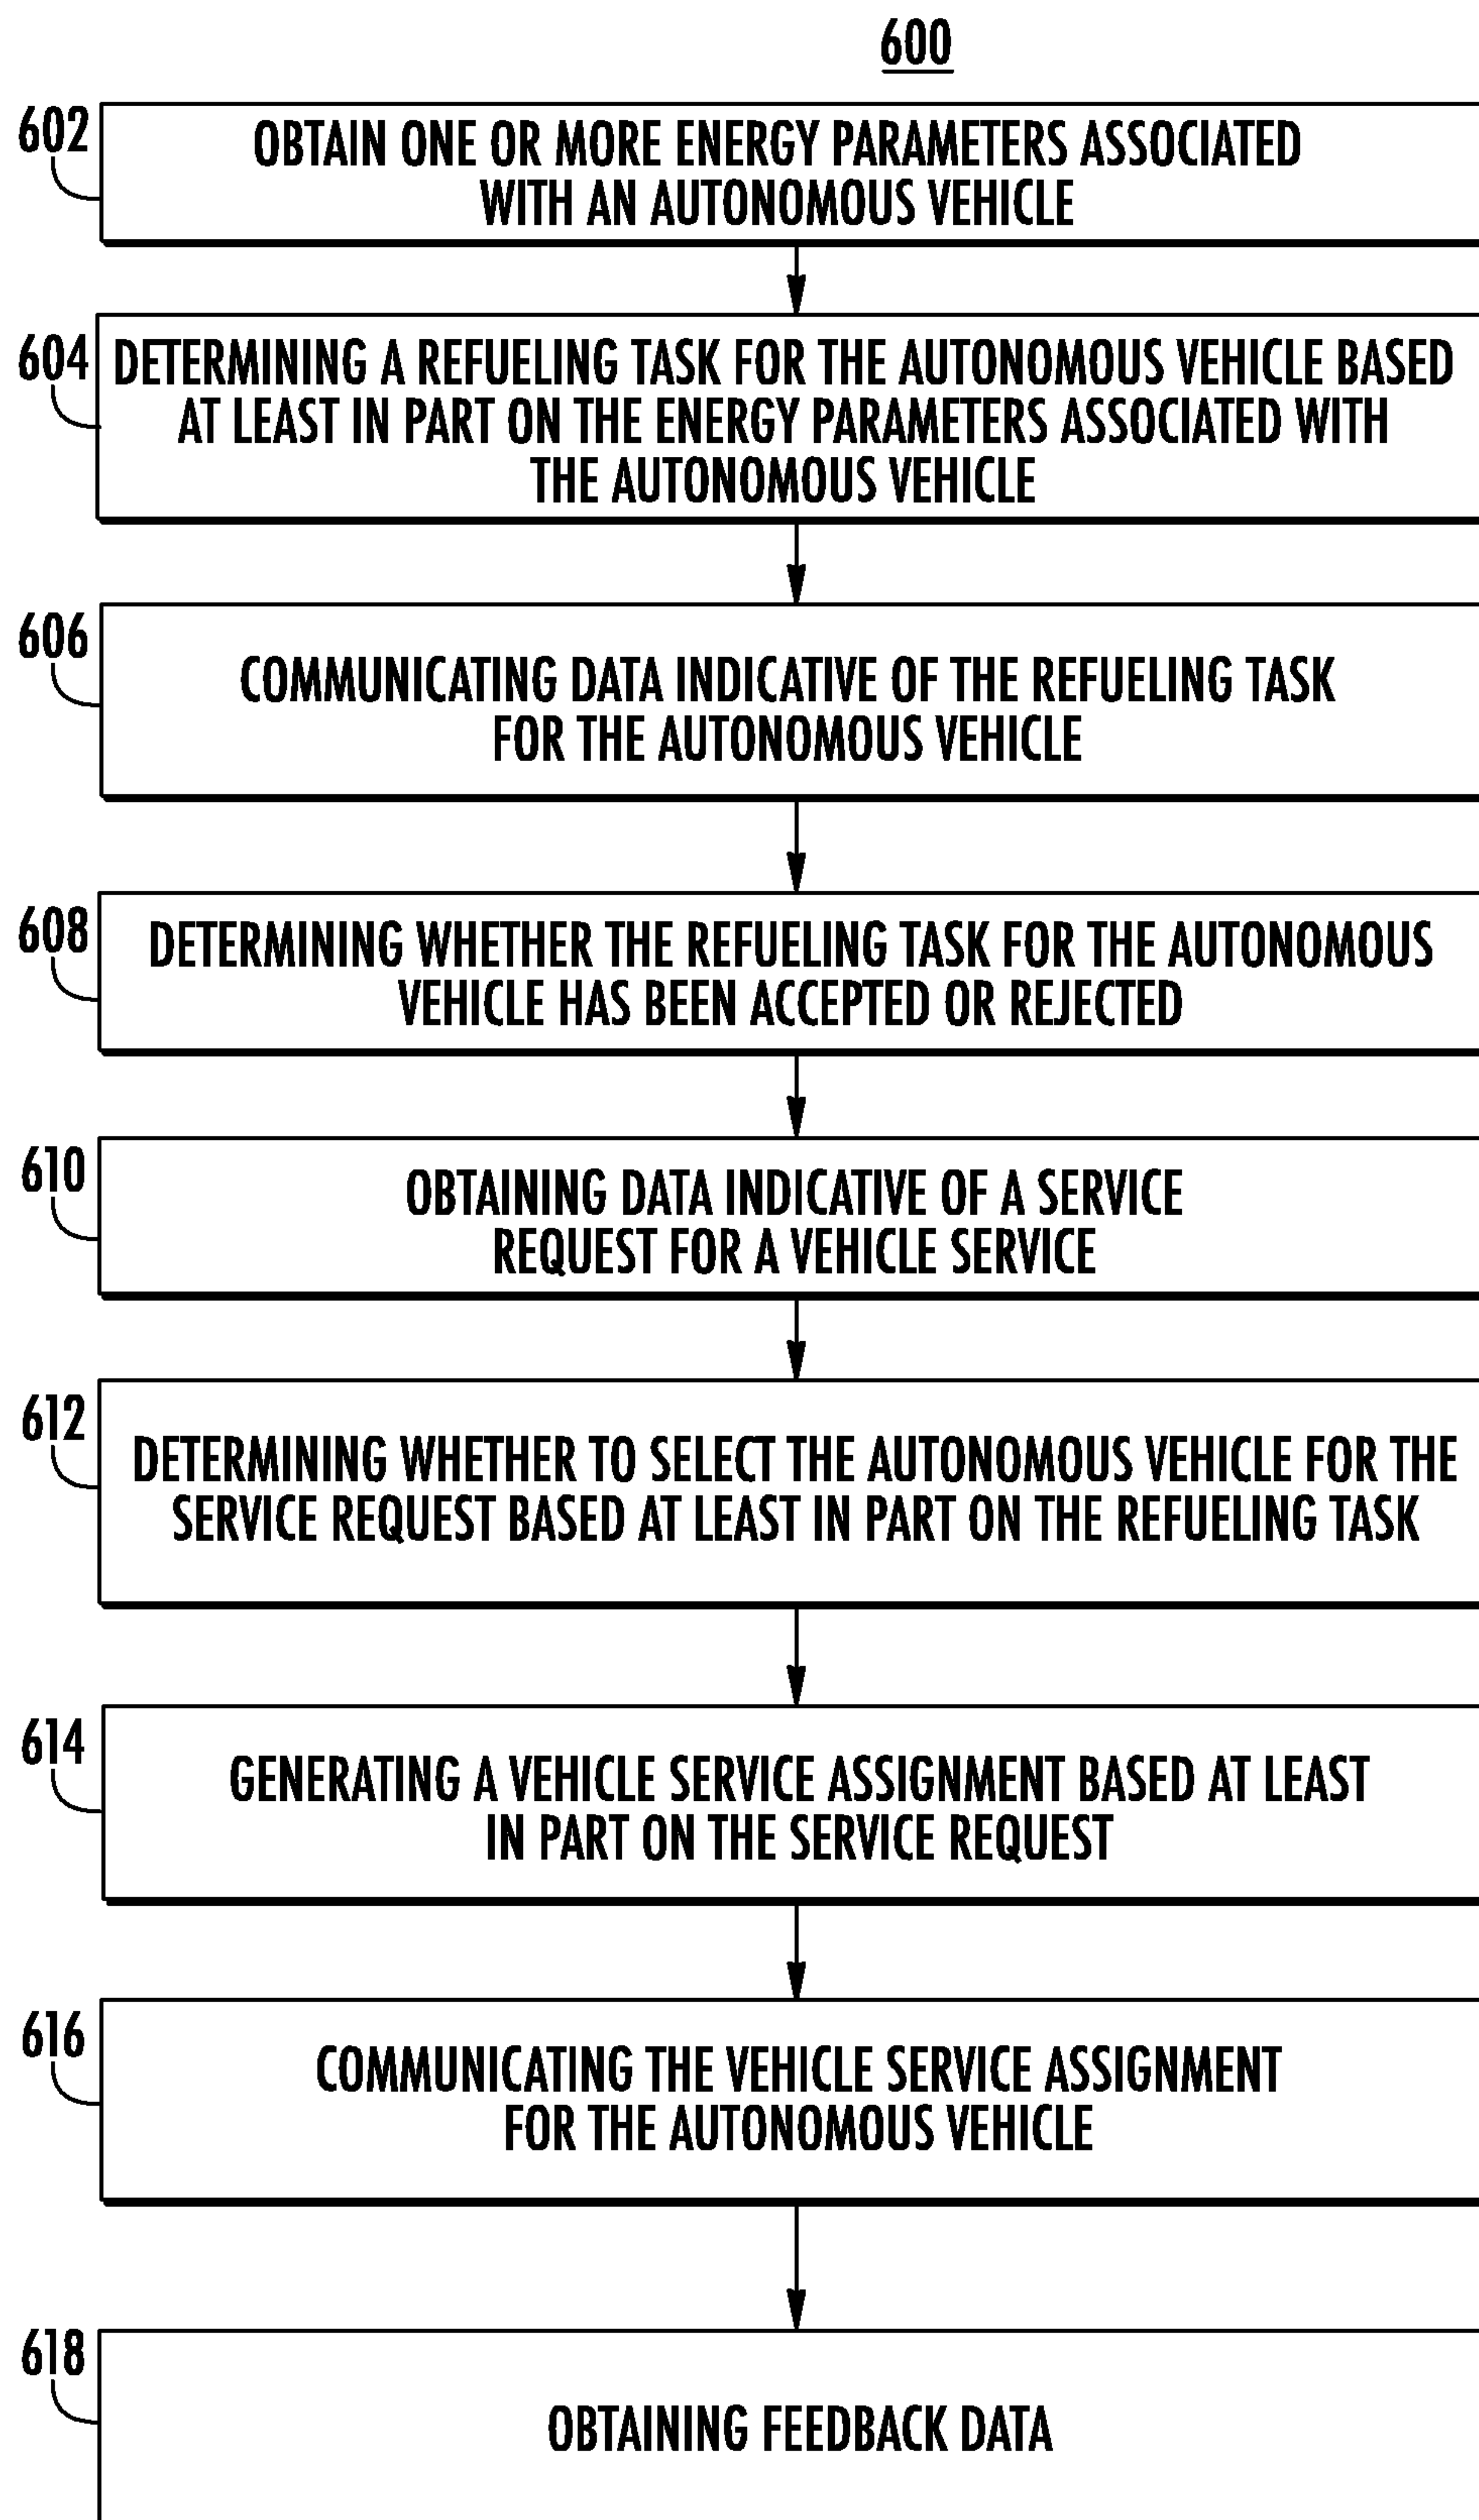 600
602
OBTAIN ONE OR MORE ENERGY PARAMETERS ASSOCIATED
WITH AN AUTONOMOUS VEHICLE
604
DETERMINING A REFUELING TASK FOR THE AUTONOMOUS VEHICLE BASED
AT LEAST IN PART ON THE ENERGY PARAMETERS ASSOCIATED WITH
THE AUTONOMOUS VEHICLE
606
COMMUNICATING DATA INDICATIVE OF THE REFUELING TASK
FOR THE AUTONOMOUS VEHICLE
608
DETERMINING WHETHER THE REFUELING TASK FOR THE AUTONOMOUS
VEHICLE HAS BEEN ACCEPTED OR REJECTED
610
OBTAINING DATA INDICATIVE OF A SERVICE
REQUEST FOR A VEHICLE SERVICE
612
DETERMINING WHETHER TO SELECT THE AUTONOMOUS VEHICLE FOR THE
SERVICE REQUEST BASED AT LEAST IN PART ON THE REFUELING TASK
614
GENERATING A VEHICLE SERVICE ASSIGNMENT BASED AT LEAST
IN PART ON THE SERVICE REQUEST
616
COMMUNICATING THE VEHICLE SERVICE ASSIGNMENT
FOR THE AUTONOMOUS VEHICLE
618
OBTAINING FEEDBACK DATA